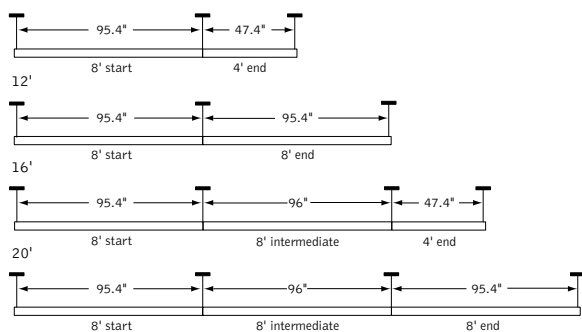 95.4" 47.4"
8' start 4' end
12'
95.4" 95.4"
8' start 8' end
16'
95.4" 96" 47.4"
8' start 8' intermediate 4' end
20'
95.4" 96" 95.4"
8' start 8' intermediate 8' end